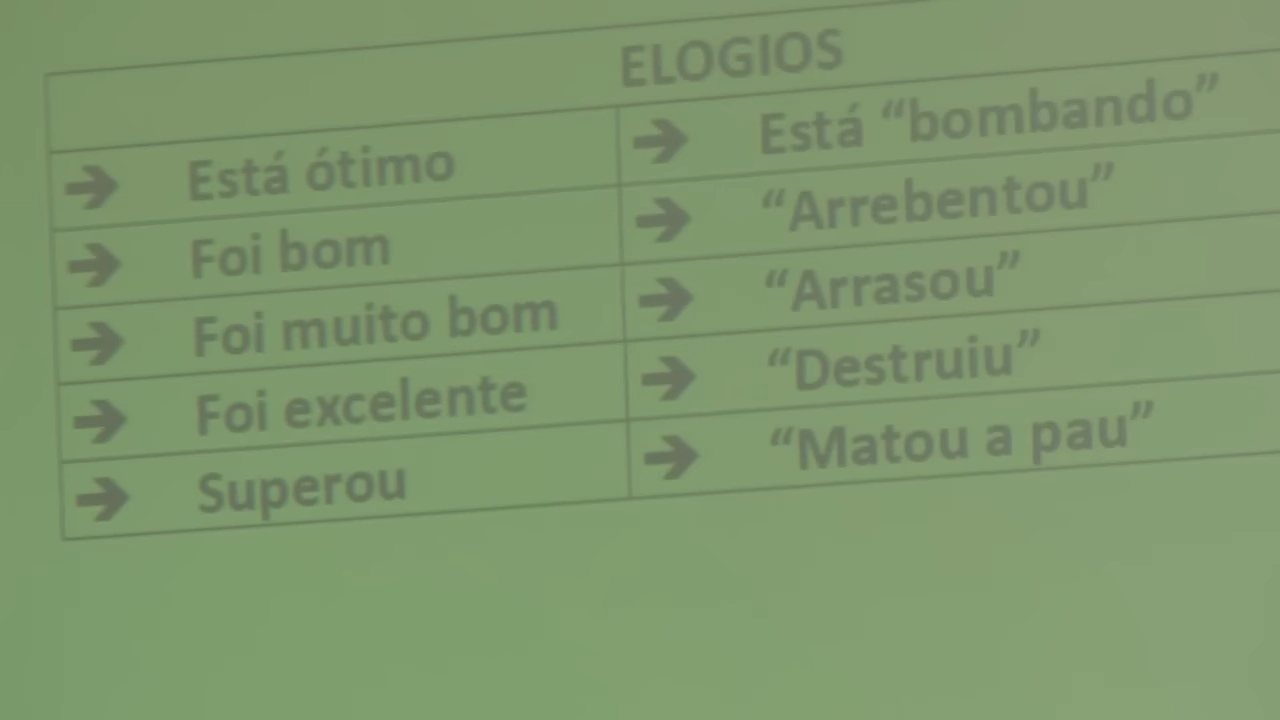 ELOGIOS
➔ Está ótimo ➔ Está “bombando”
➔ Foi bom ➔ “Arrebentou”
➔ Foi muito bom ➔ “Arrasou”
➔ Foi excelente ➔ “Destruiu”
➔ Superou ➔ “Matou a pau”